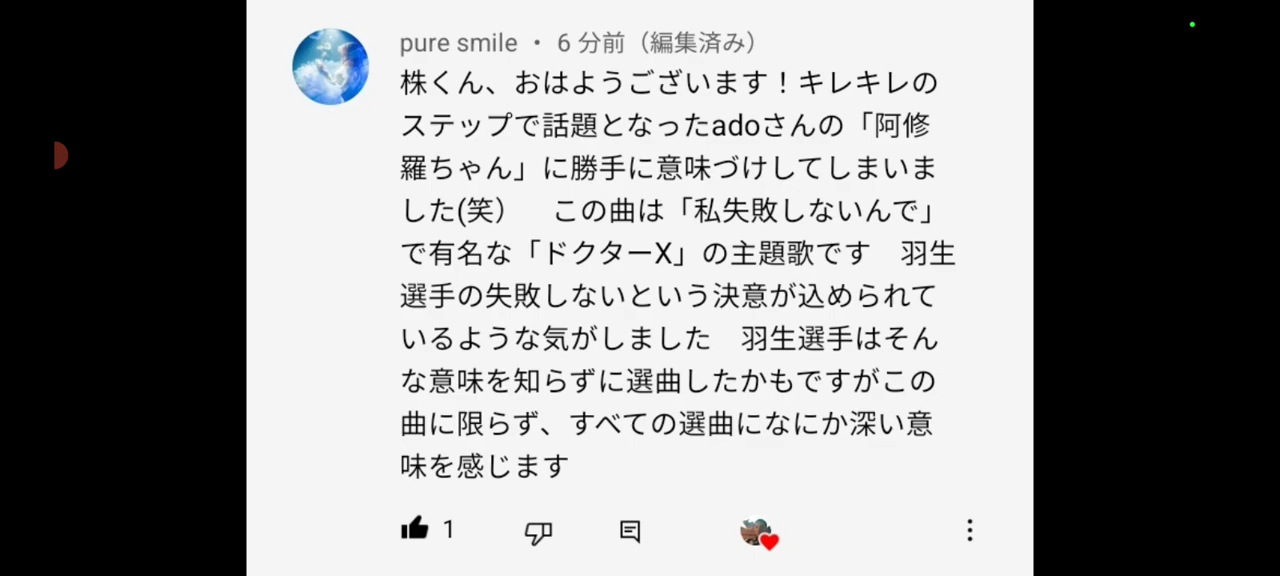 pure smile ・ 6 分前（編集済み）
株くん、おはようございます！キレキレの
ステップで話題となったadoさんの「阿修
羅ちゃん」に勝手に意味づけしてしまいま
した(笑）　この曲は「私失敗しないんで」
で有名な「ドクターX」の主題歌です　羽生
選手の失敗しないという決意が込められて
いるような気がしました　羽生選手はそん
な意味を知らずに選曲したかもですがこの
曲に限らず、すべての選曲になにか深い意
味を感じます
1